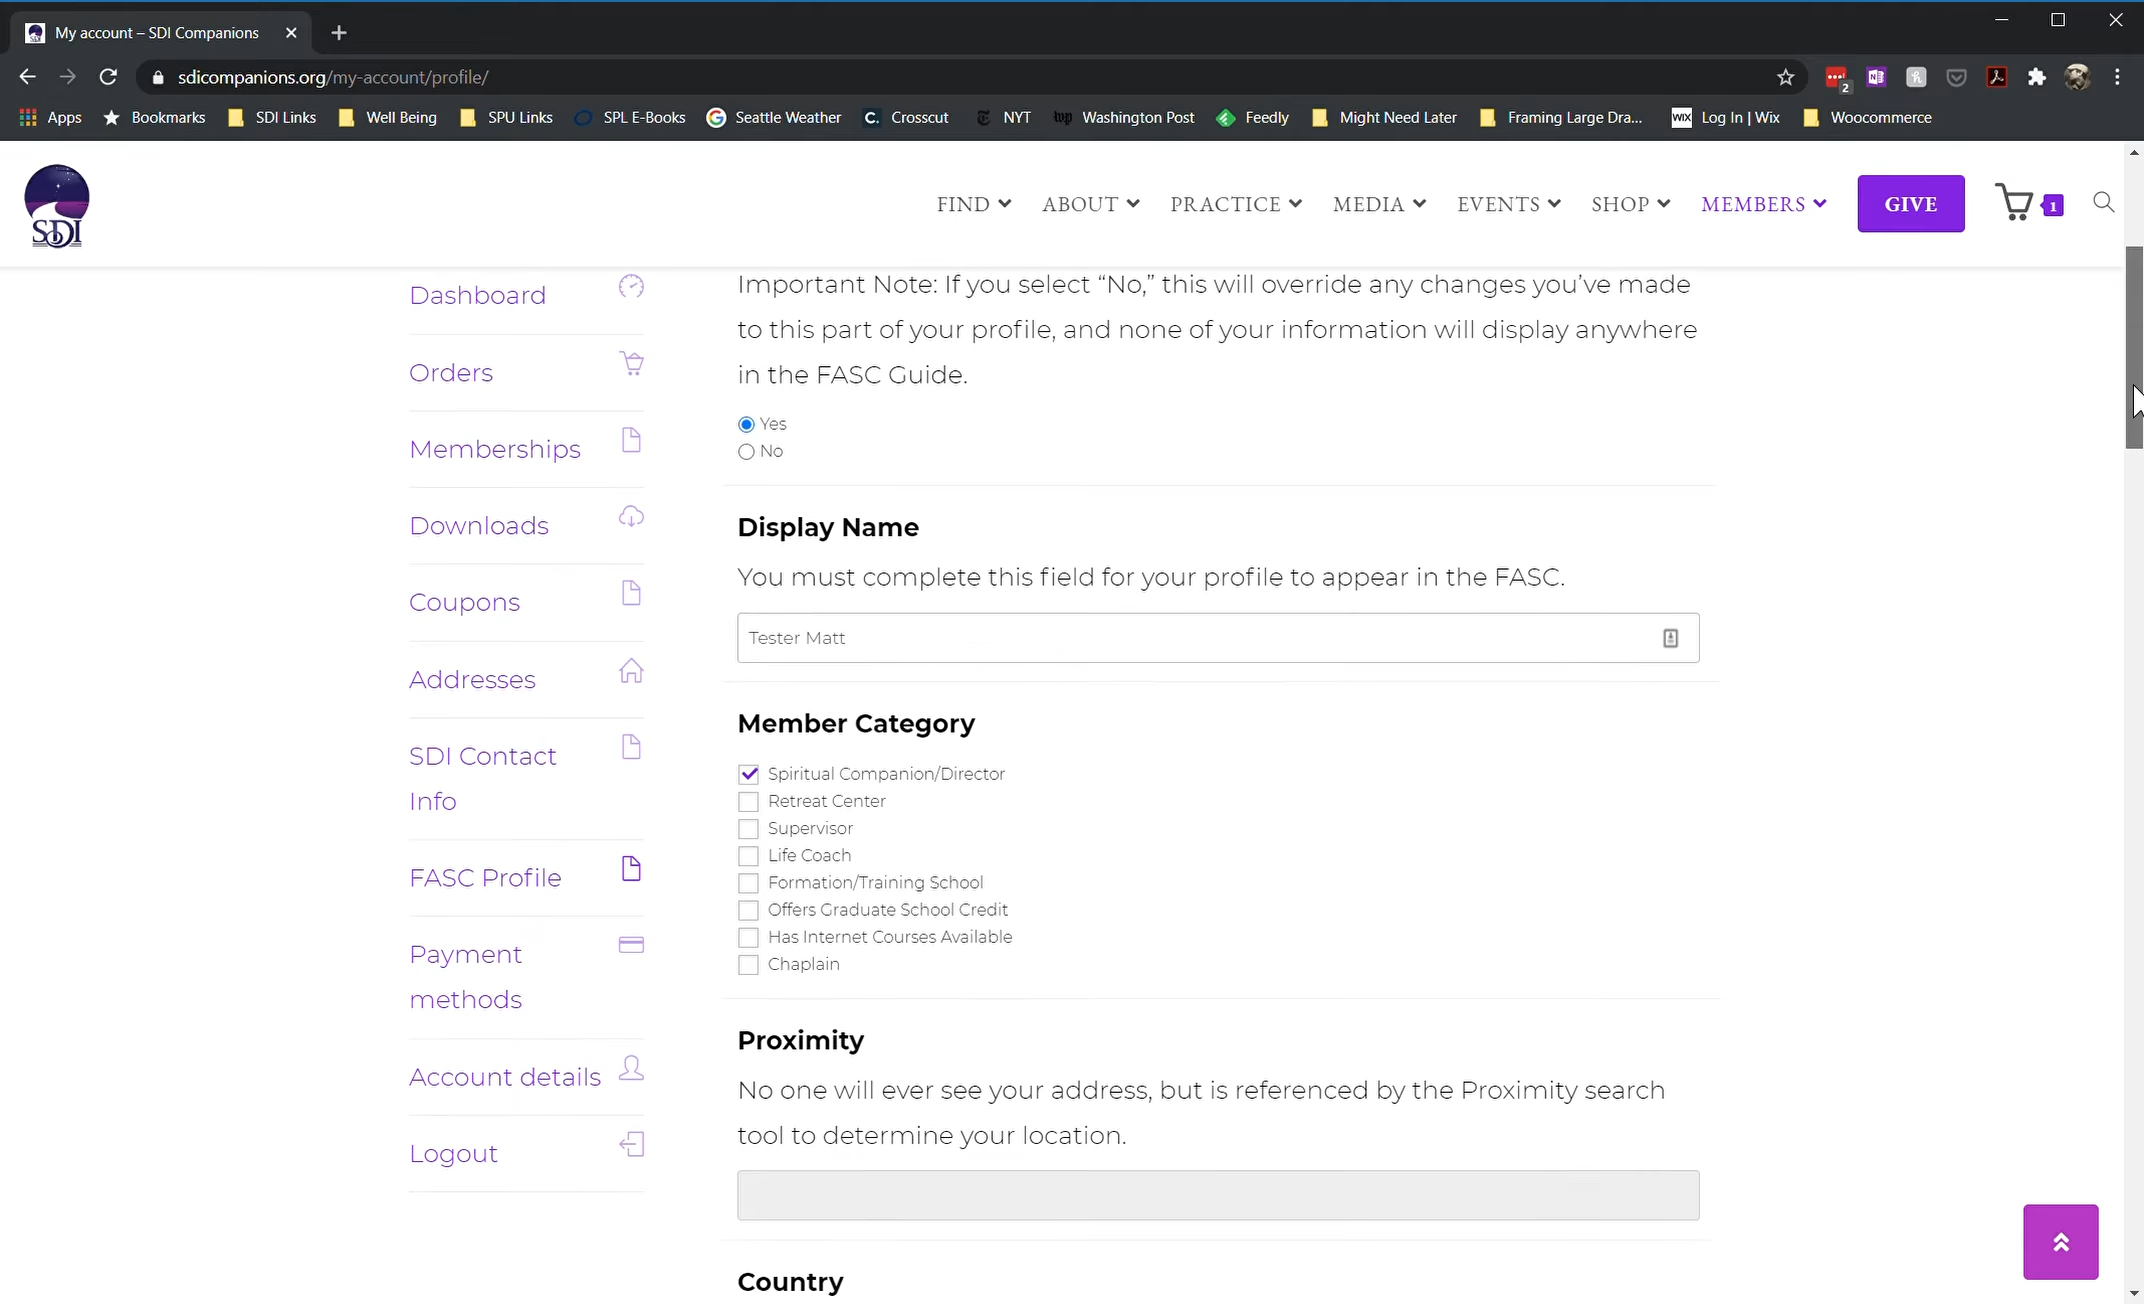 My account – SDI Companions
sdicompanions.org/my-account/profile/
2
Apps
Bookmarks
SDI Links
Well Being
SPU Links
SPL E-Books
Seattle Weather
C. Crosscut
NYT
wp Washington Post
Feedly
Might Need Later
Framing Large Dra...
WIX Log In | Wix
Woocommerce
SDI
FIND
ABOUT
PRACTICE
MEDIA
EVENTS
SHOP
MEMBERS
GIVE
1
Dashboard
Orders
Memberships
Downloads
Coupons
Addresses
SDI Contact
Info
FASC Profile
Payment
methods
Account details
Logout
Important Note: If you select “No,” this will override any changes you’ve made
to this part of your profile, and none of your information will display anywhere
in the FASC Guide.
Yes
No
Display Name
You must complete this field for your profile to appear in the FASC.
Tester Matt
Member Category
Spiritual Companion/Director
Retreat Center
Supervisor
Life Coach
Formation/Training School
Offers Graduate School Credit
Has Internet Courses Available
Chaplain
Proximity
No one will ever see your address, but is referenced by the Proximity search
tool to determine your location.
Country